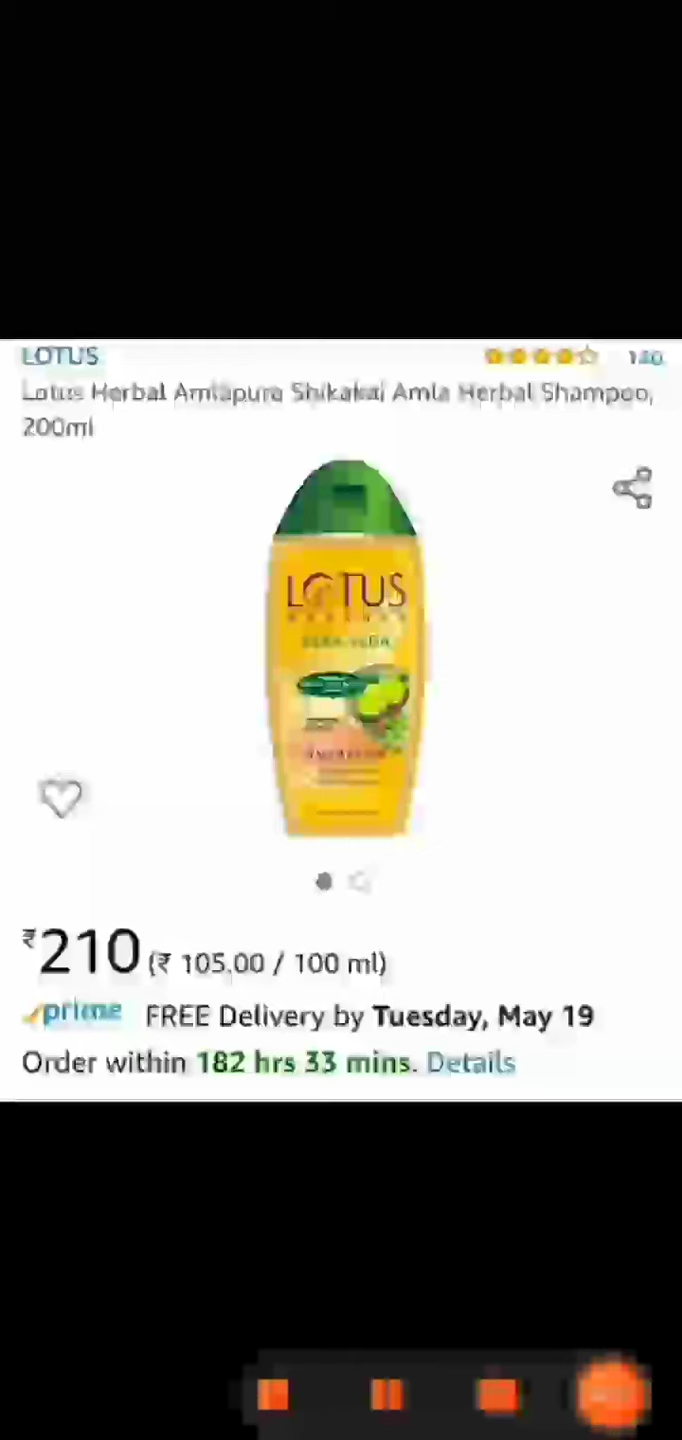 LOTUS
Lotus Herbal Amlapura Shikakai Amla Herbal Shampoo,
200ml
LOTUS
₹210 (₹ 105.00 / 100 ml)
prime FREE Delivery by Tuesday, May 19
Order within 182 hrs 33 mins. Details